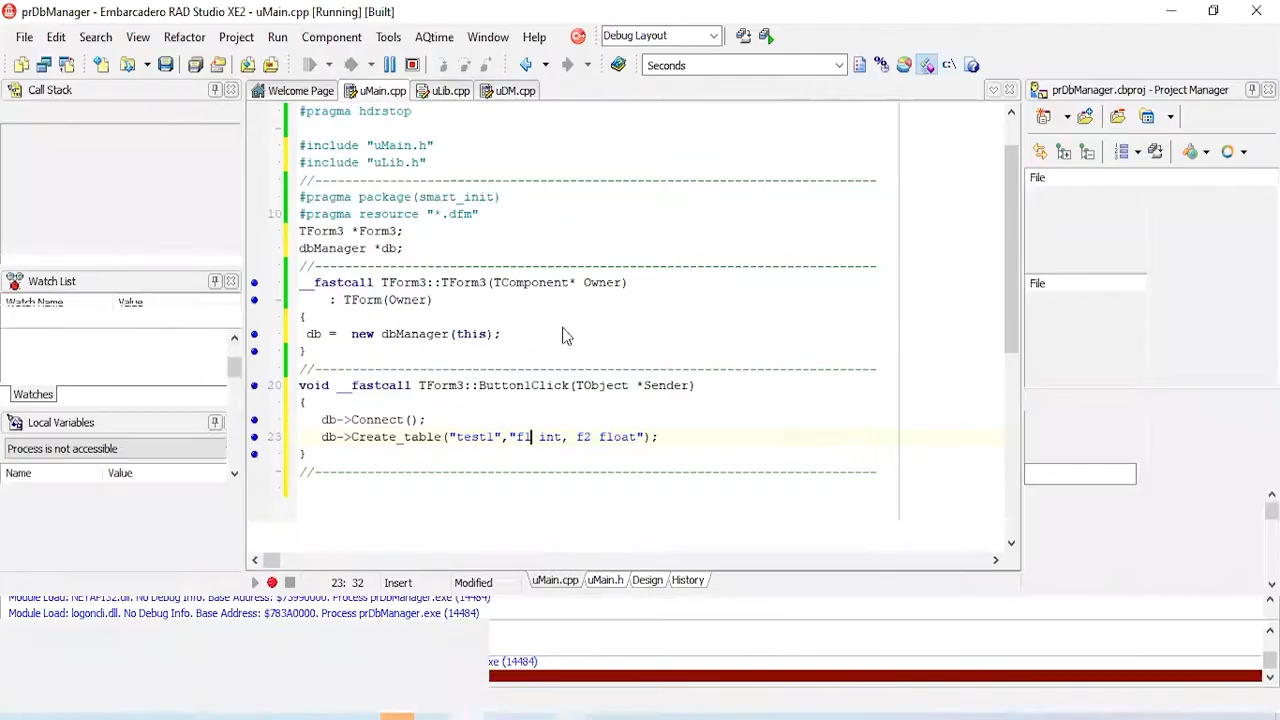 prDbManager - Embarcadero RAD Studio XE2 - uMain.cpp [Running] [Built]
File Edit Search View Refactor Project Run Component Tools AQtime Window Help Debug Layout
Seconds
Call Stack
Welcome Page uMain.cpp uLib.cpp uDM.cpp
prDbManager.cbproj - Project Manager
#pragma hdrstop
#include "uMain.h"
#include "uLib.h"
//---------------------------------------------------------------------------
#pragma package(smart_init)
10 #pragma resource "*.dfm"
TForm3 *Form3;
dbManager *db;
//---------------------------------------------------------------------------
__fastcall TForm3::TForm3(TComponent* Owner)
: TForm(Owner)
{
db = new dbManager(this);
}
//---------------------------------------------------------------------------
20 void __fastcall TForm3::Button1Click(TObject *Sender)
{
db->Connect();
23 db->Create_table("test1","f1 int, f2 float");
}
//---------------------------------------------------------------------------
Watch List
Watch Name Value
Watches
Local Variables
Process is not accessible
Name Value
File
File
23: 32 Insert Modified uMain.cpp uMain.h Design History
Module Load: NETAPI32.dll. No Debug Info. Base Address: $73990000. Process prDbManager.exe (14484)
Module Load: logoncli.dll. No Debug Info. Base Address: $783A0000. Process prDbManager.exe (14484)
xe (14484)